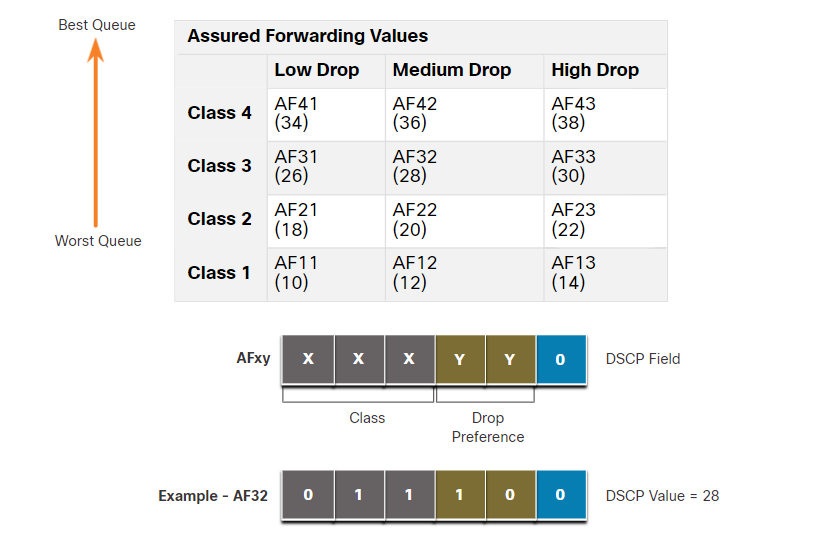 Best Queue
Worst Queue
Assured Forwarding Values
Low Drop Medium Drop High Drop
Class 4 AF41 (34) AF42 (36) AF43 (38)
Class 3 AF31 (26) AF32 (28) AF33 (30)
Class 2 AF21 (18) AF22 (20) AF23 (22)
Class 1 AF11 (10) AF12 (12) AF13 (14)
AFxy X X X Y Y 0 DSCP Field
Class Drop Preference
Example - AF32 0 1 1 1 0 0 DSCP Value = 28